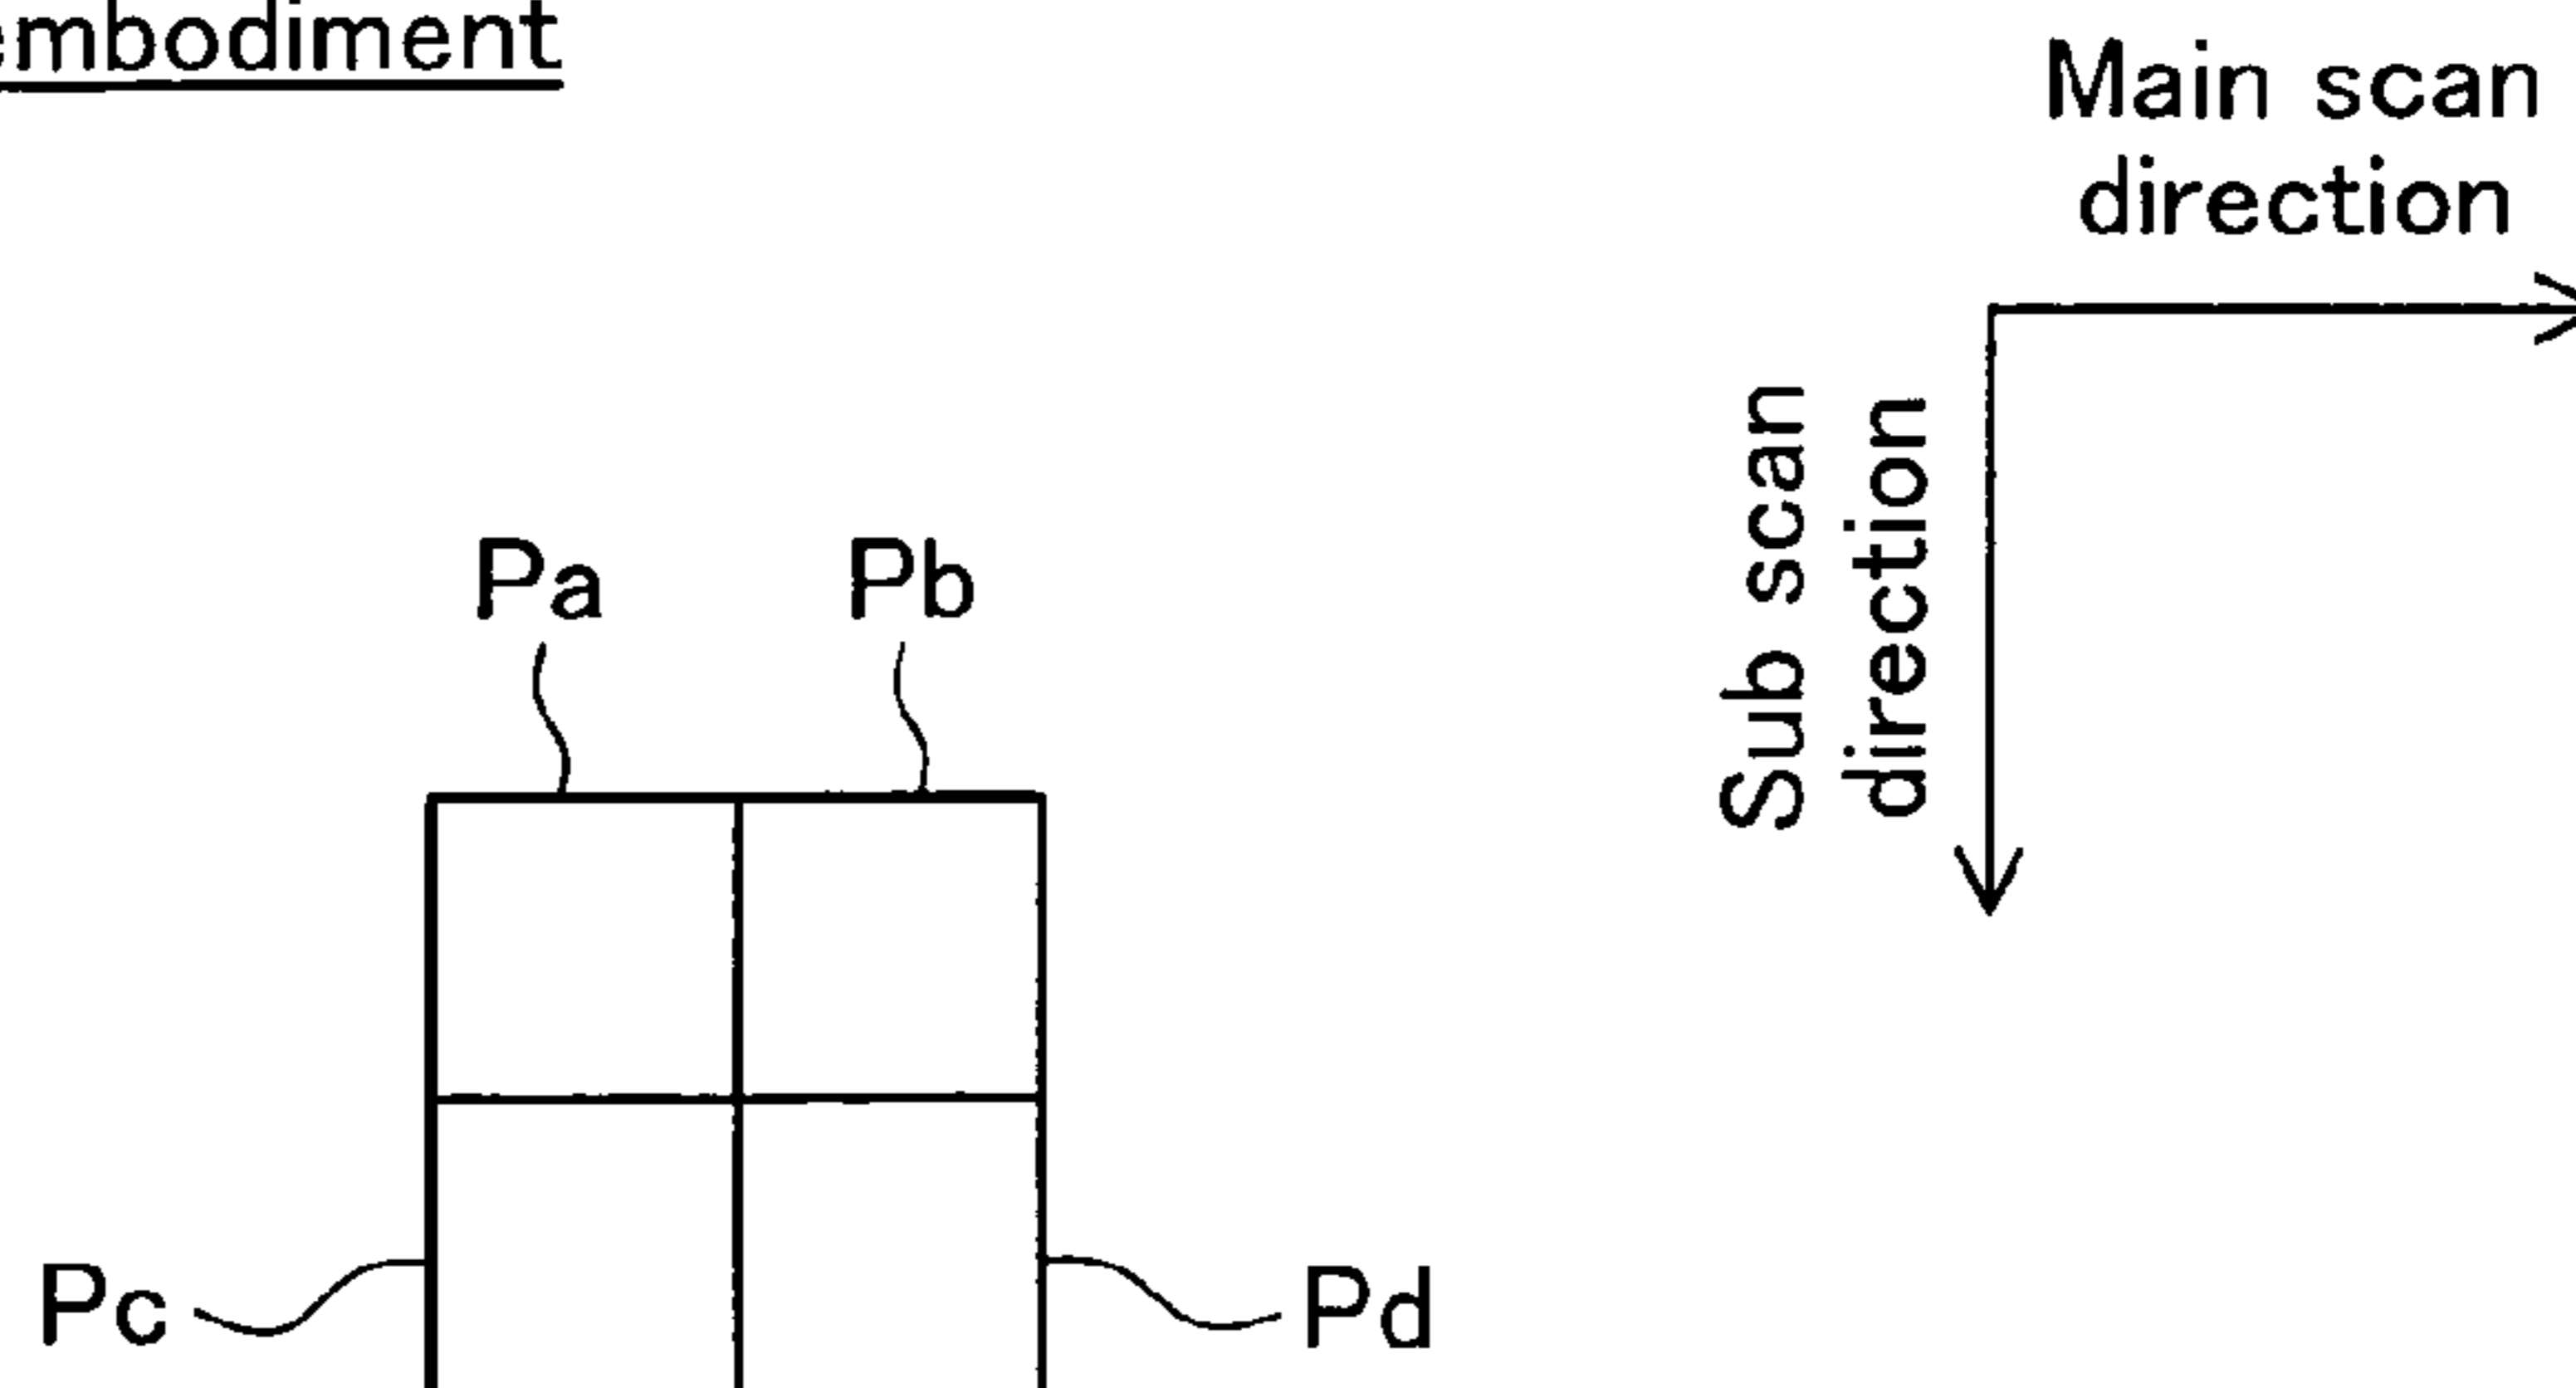 embodiment
Main scan
direction
Sub scan
direction
Pa
Pb
Pc
Pd